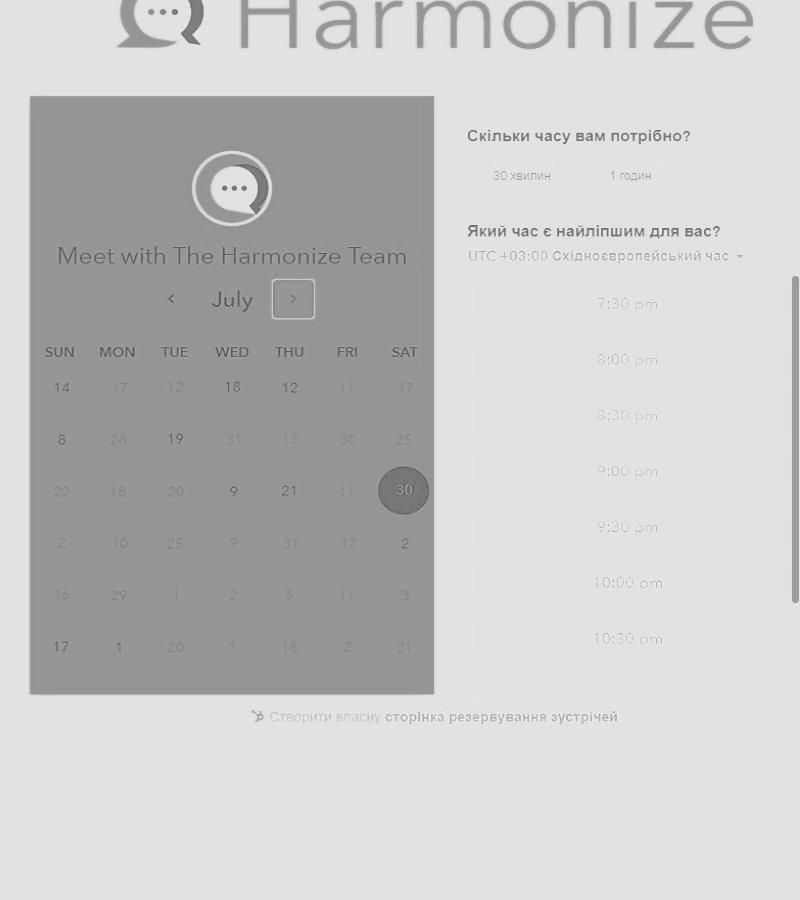 Harmonize
Meet with The Harmonize Team
July
SUN MON TUE WED THU FRI SAT
14 17 12 18 12 11 17
8 28 19 31 13 30 25
22 18 20 9 21 11 30
2 10 25 9 31 17 2
16 29 1 2 5 11 3
17 1 20 1 18 2 21
Скільки часу вам потрібно?
30 хвилин 1 годин
Який час є найліпшим для вас?
UTC +03:00 Східноєвропейський час
7:30 pm
8:00 pm
8:30 pm
9:00 pm
9:30 pm
10:00 pm
10:30 pm
Створити власну сторінка резервування зустрічей